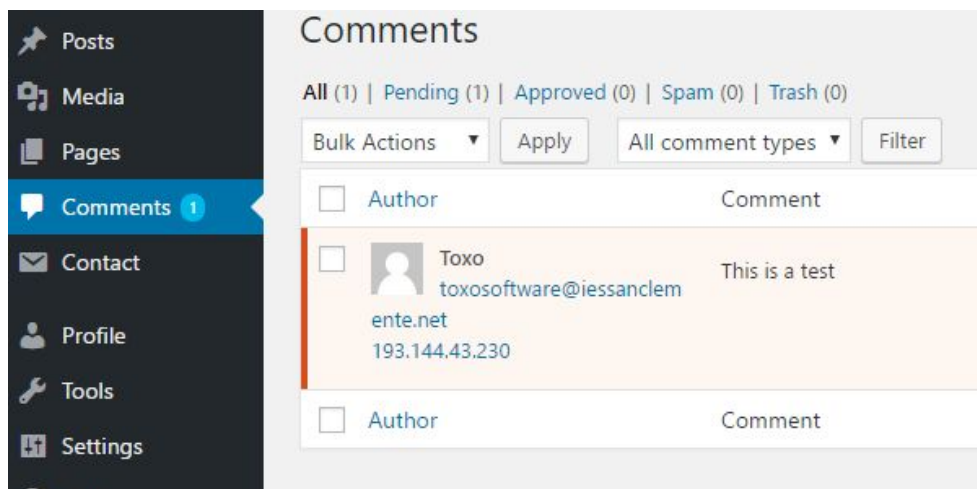 Posts
Media
Pages
Comments 1
Contact
Profile
Tools
Settings
Comments
All (1) | Pending (1) | Approved (0) | Spam (0) | Trash (0)
Bulk Actions Apply All comment types Filter
Author Comment
Toxo
toxosoftware@iessanclem
ente.net
193.144.43.230
This is a test
Author Comment